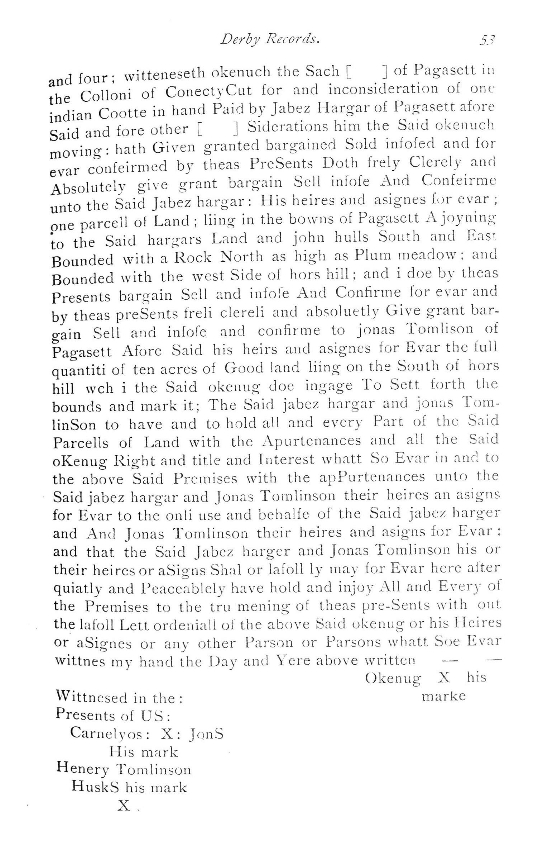 Derby Records. 53
and four; witteneseth okenuch the Sach [ ] of Pagasett in
the Colloni of ConectyCut for and inconsideration of one
indian Cootte in hand Paid by Jabez Hargar of Pagasett afore
Said and fore other [ ] Siderations him the Said okenuch
moving: hath Given granted bargained Sold infofed and for
evar confeirmed by theas PreSents Doth frely Clerely and
Absolutely give grant bargain Sell infofe And Confeirme
unto the Said Jabez hargar: His heires and asignes for evar;
one parcell of Land; liing in the bowns of Pagasett Ajoyning
to the Said hargars Land and john hulls South and East
Bounded with a Rock North as high as Plum meadow; and
Bounded with the west Side of hors hill; and i doe by theas
Presents bargain Sell and infofe And Confirme for evar and
by theas preSents freli clereli and absoluetly Give grant bar-
gain Sell and infofe and confirme to jonas Tomlison of
Pagasett Afore Said his heirs and asignes for Evar the full
quantiti of ten acres of Good land liing on the South of hors
hill wch i the Said okenug doe ingage To Sett forth the
bounds and mark it; The Said jabez hargar and jonas Tom-
linSon to have and to hold all and every Part of the Said
Parcells of Land with the Apurtenances and all the Said
oKenug Right and title and Interest whatt So Evar in and to
the above Said Premises with the apPurtenances unto the
Said jabez hargar and Jonas Tomlinson their heires an asigns
for Evar to the onli use and behalfe of the Said jabez harger
and And Jonas Tomlinson their heires and asigns for Evar:
and that the Said Jabez harger and Jonas Tomlinson his or
their heires or aSigns Shal or lafoll ly may for Evar here after
quiatly and Peaceablely have hold and injoy All and Every of
the Premises to the tru mening of theas pre-Sents with out
the lafoll Lett ordeniall of the above Said okenug or his Heires
or aSignes or any other Parson or Parsons whatt Soe Evar
wittnes my hand the Day and Yere above written — —
Okenug X his
marke
Wittnesed in the:
Presents of US:
Carnelyos: X: JonS
His mark
Henery Tomlinson
HuskS his mark
X